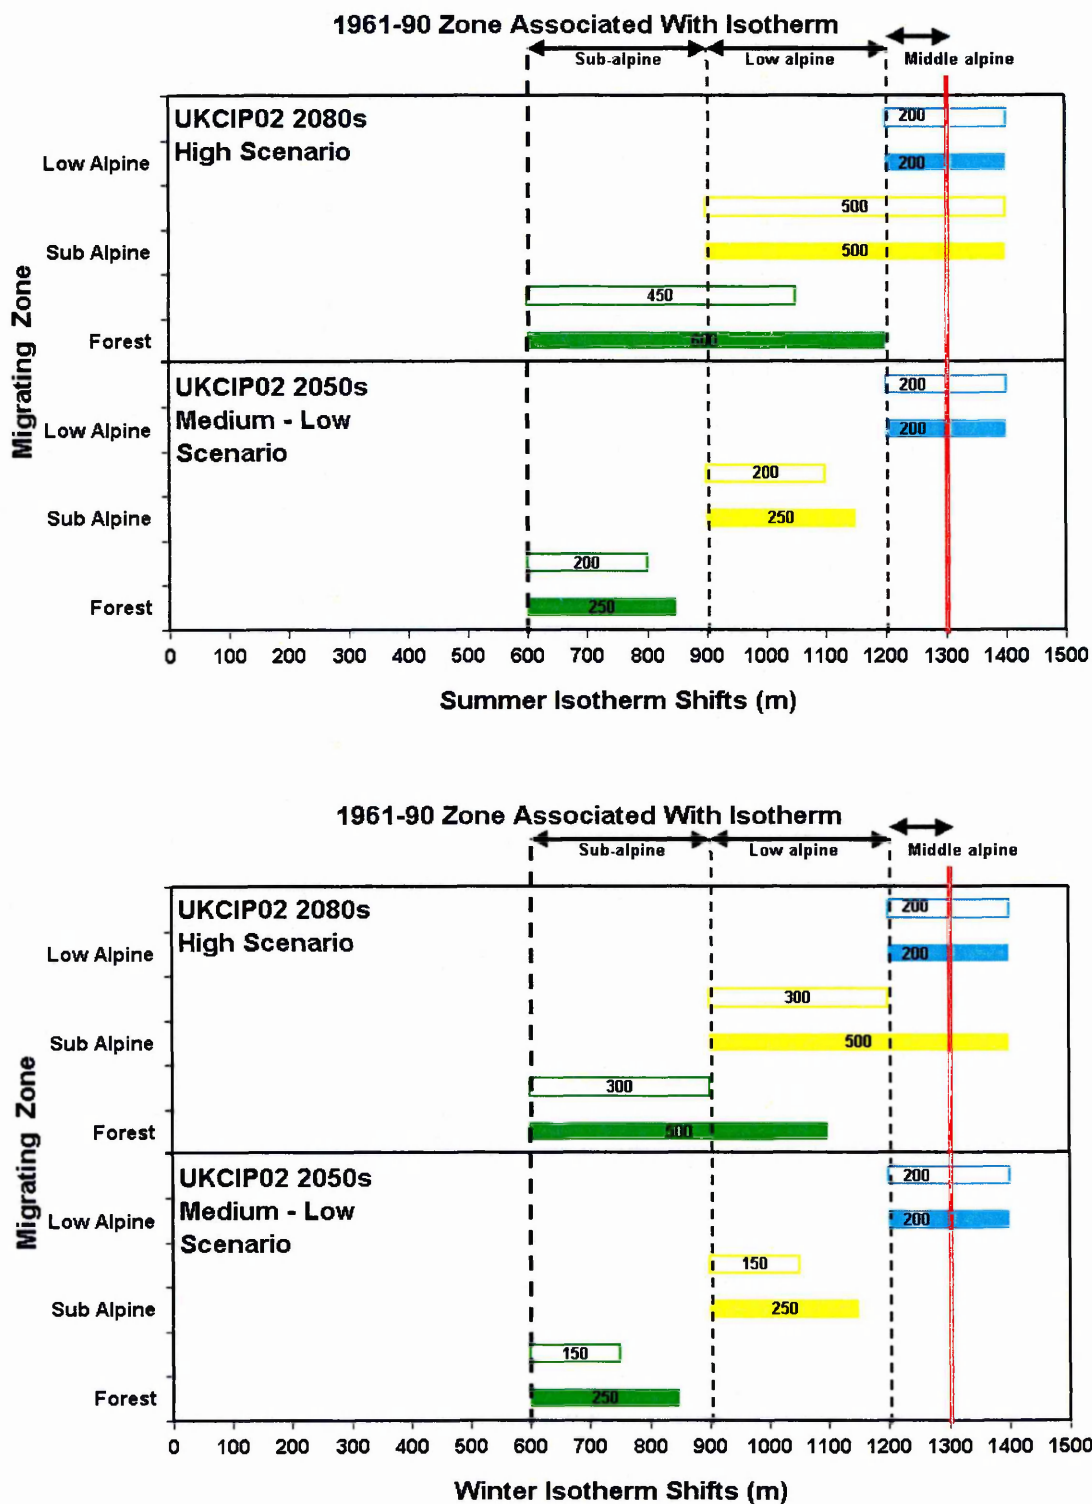 1961-90 Zone Associated With Isotherm
Sub-alpine
Low alpine
Middle alpine
UKCIP02 2080s
High Scenario
200
Low Alpine
200
500
Sub Alpine
500
450
Forest
600
UKCIP02 2050s
Medium - Low
Scenario
200
Low Alpine
200
200
Sub Alpine
250
200
Forest
250
Migrating Zone
0 100 200 300 400 500 600 700 800 900 1000 1100 1200 1300 1400 1500
Summer Isotherm Shifts (m)
1961-90 Zone Associated With Isotherm
Sub-alpine
Low alpine
Middle alpine
UKCIP02 2080s
High Scenario
200
Low Alpine
200
300
Sub Alpine
500
300
Forest
500
UKCIP02 2050s
Medium - Low
Scenario
200
Low Alpine
200
150
Sub Alpine
250
150
Forest
250
Migrating Zone
0 100 200 300 400 500 600 700 800 900 1000 1100 1200 1300 1400 1500
Winter Isotherm Shifts (m)